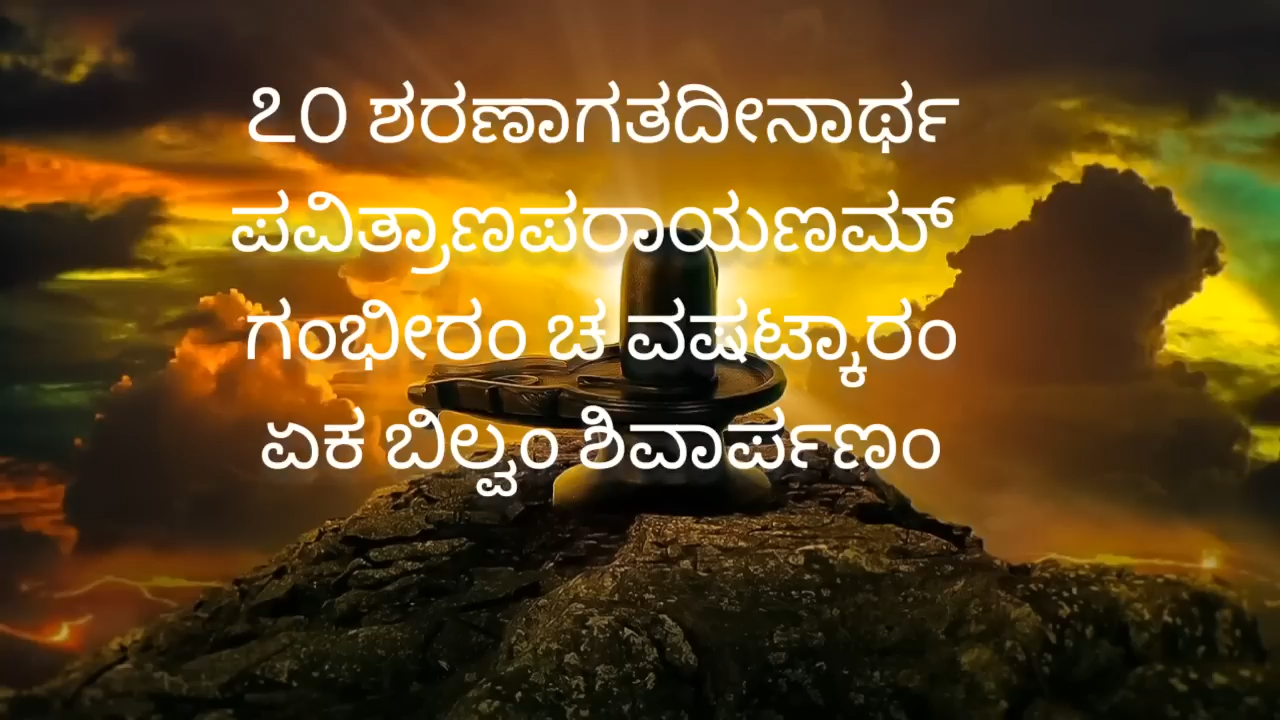 ೭೦ ಶರಣಾಗತದೀನಾರ್ಥ
ಪವಿತ್ರಾಣಪರಾಯಣಮ್
ಗಂಭೀರಂ ಚ ವಷಟ್ಕಾರಂ
ಏಕ ಬಿಲ್ವಂ ಶಿವಾರ್ಪಣಂ